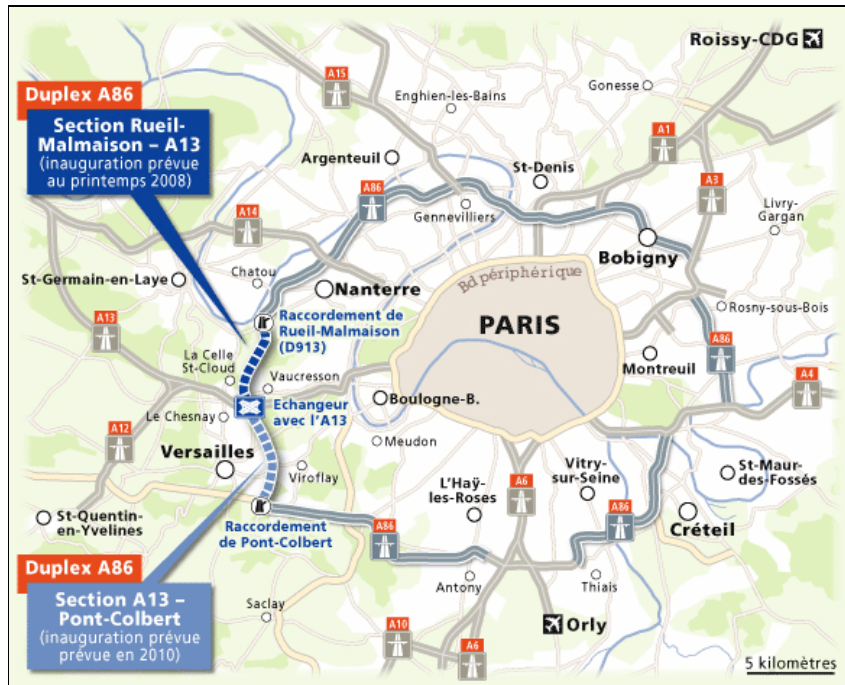 Roissy-CDG
Duplex A86
Section Rueil-
Malmaison – A13
(inauguration prévue
au printemps 2008)
A15
Enghien-les-Bains
Gonesse
A1
Argenteuil
St-Denis
A86
A3
Gennevilliers
Livry-
Gargan
A14
Bobigny
St-Germain-en-Laye
Chatou
Nanterre
Bd périphérique
Rosny-sous-Bois
A13
Raccordement de
Rueil-Malmaison
(D913)
PARIS
A86
La Celle
St-Cloud
Montreuil
A4
Vaucresson
Boulogne-B.
Le Chesnay
Echangeur
avec l'A13
A12
Meudon
Versailles
Viroflay
L'Haÿ
les-Roses
A6
Vitry-
sur-Seine
St-Maur-
des-Fossés
A86
St-Quentin-
en-Yvelines
Raccordement
de Pont-Colbert
A86
Créteil
Duplex A86
Section A13 –
Pont-Colbert
(inauguration prévue
prévue en 2010)
Antony
Thiais
Saclay
A10
A6
Orly
5 kilomètres